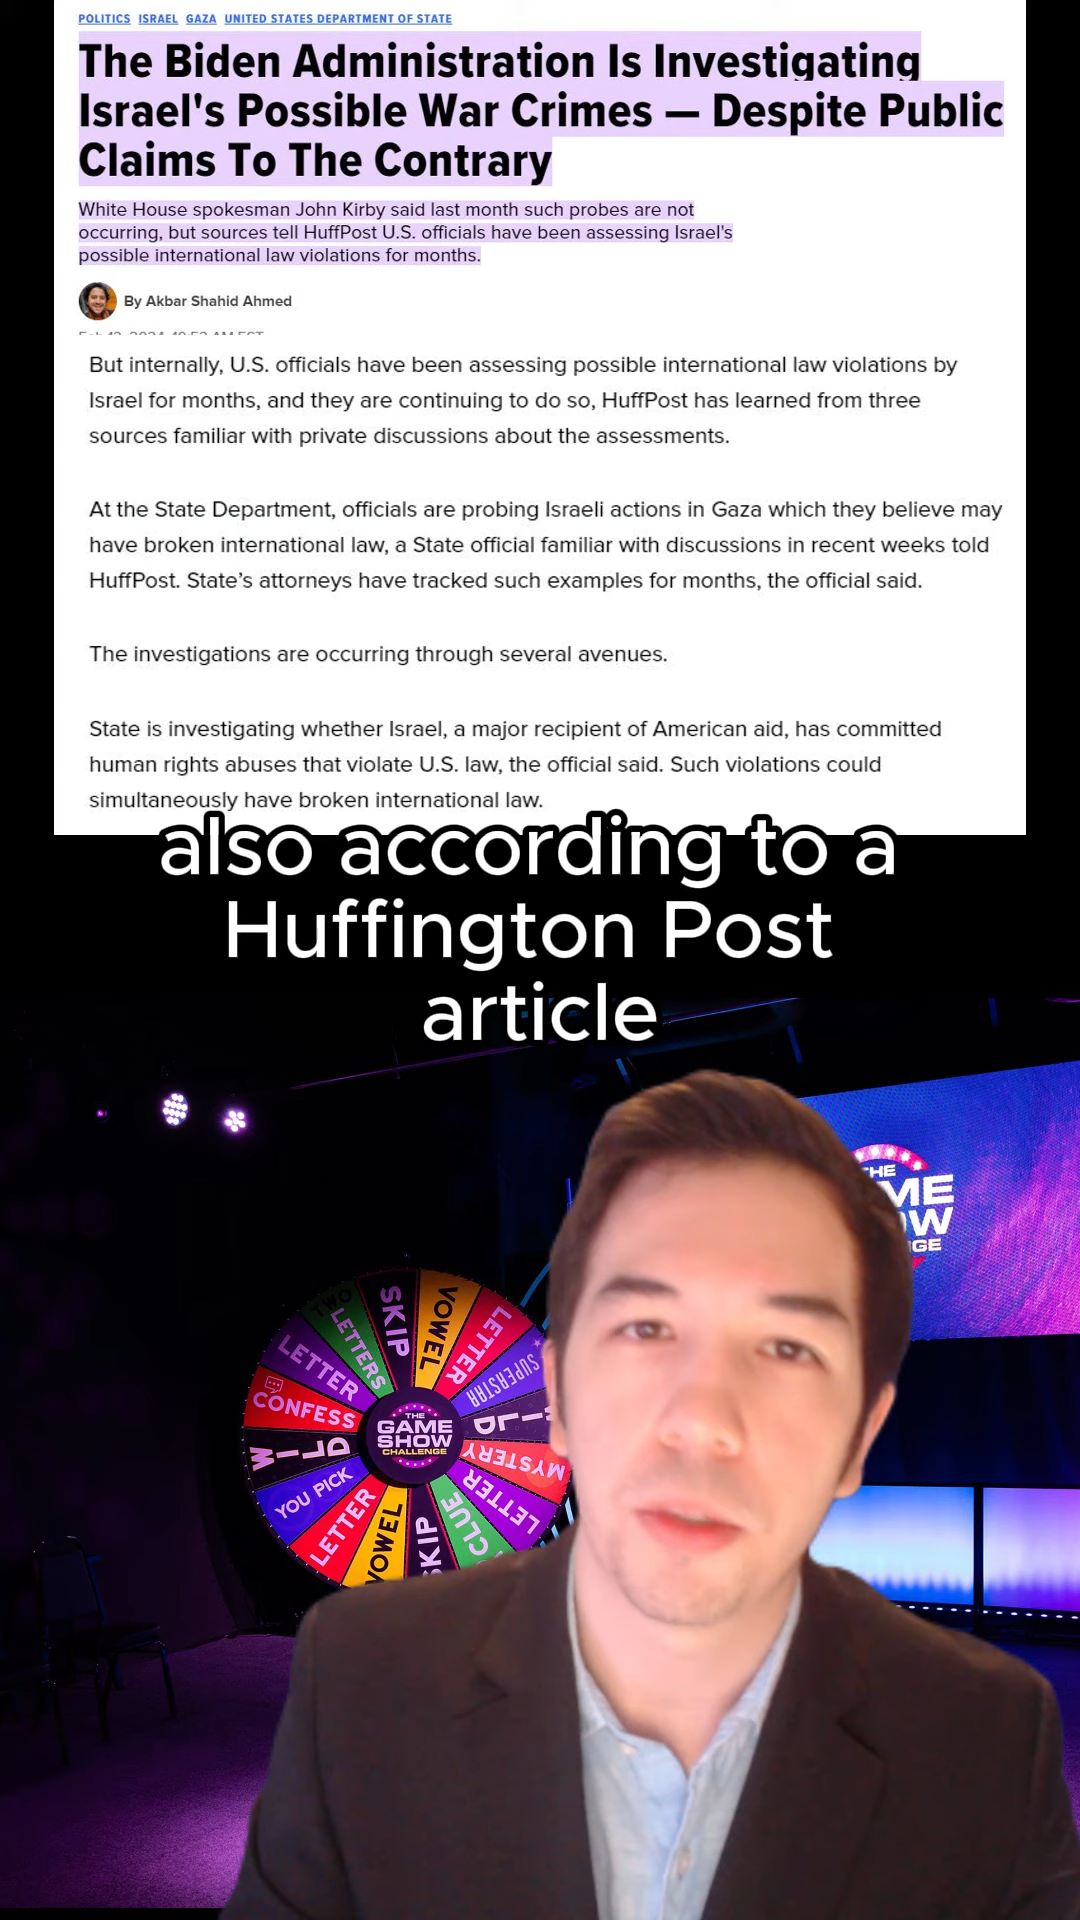 POLITICS ISRAEL GAZA UNITED STATES DEPARTMENT OF STATE
The Biden Administration Is Investigating
Israel's Possible War Crimes — Despite Public
Claims To The Contrary
White House spokesman John Kirby said last month such probes are not
occurring, but sources tell HuffPost U.S. officials have been assessing Israel's
possible international law violations for months.
By Akbar Shahid Ahmed
But internally, U.S. officials have been assessing possible international law violations by
Israel for months, and they are continuing to do so, HuffPost has learned from three
sources familiar with private discussions about the assessments.
At the State Department, officials are probing Israeli actions in Gaza which they believe may
have broken international law, a State official familiar with discussions in recent weeks told
HuffPost. State’s attorneys have tracked such examples for months, the official said.
The investigations are occurring through several avenues.
State is investigating whether Israel, a major recipient of American aid, has committed
human rights abuses that violate U.S. law, the official said. Such violations could
simultaneously have broken international law.
also according to a
Huffington Post
article
THE
SKIP
VOWEL
LETTER
SUPERSTAR
WILD
MYSTERY
LETTER
CLUE
SKIP
VOWEL
LETTER
YOU PICK
WILD
CONFESS
LETTER
TWO
LETTERS
THE
GAME
SHOW
CHALLENGE